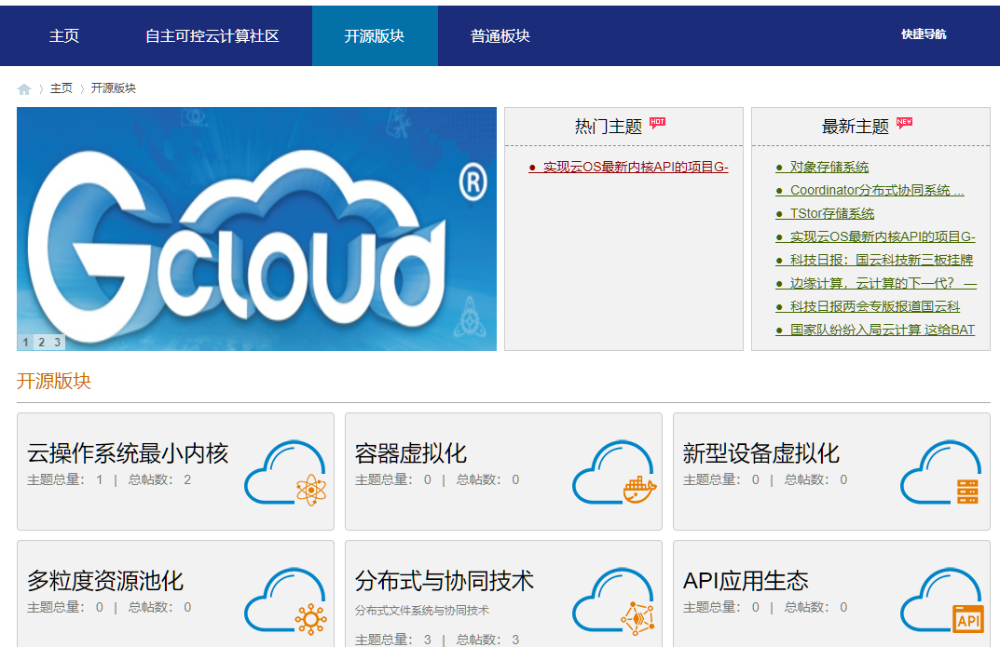 主页 自主可控云计算社区 开源版块 普通板块 快捷导航
主页 开源版块
Gcloud ®
1 2 3
热门主题 HOT
● 实现云OS最新内核API的项目G-
最新主题 NEW
● 对象存储系统
● Coordinator分布式协同系统 ...
● TStor存储系统
● 实现云OS最新内核API的项目G-
● 科技日报：国云科技新三板挂牌
● 边缘计算，云计算的下一代？ —
● 科技日报两会专版报道国云科
● 国家队纷纷入局云计算 这给BAT
开源版块
云操作系统最小内核
主题总量： 1 | 总帖数： 2
容器虚拟化
主题总量： 0 | 总帖数： 0
新型设备虚拟化
主题总量： 0 | 总帖数： 0
多粒度资源池化
主题总量： 0 | 总帖数： 0
分布式与协同技术
分布式文件系统与协同技术
主题总量： 3 | 总帖数： 3
API应用生态
主题总量： 0 | 总帖数： 0
API